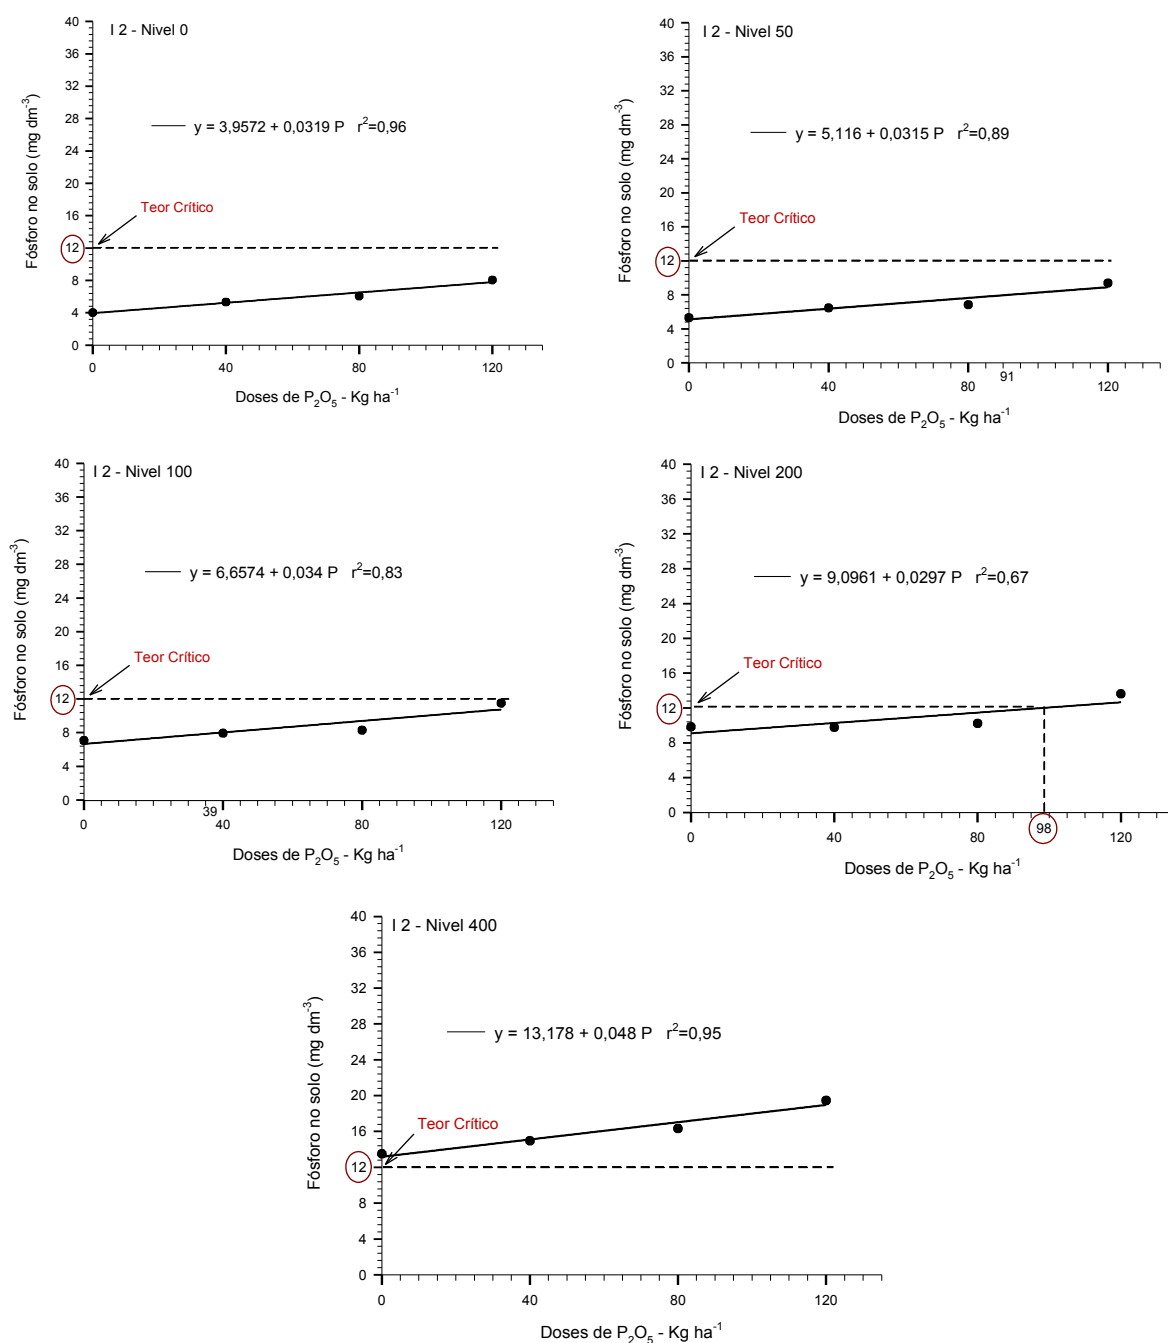 I 2 - Nivel 0
Fósforo no solo (mg dm-3)
40
36
32
28
24
20
16
12
8
4
0
y = 3,9572 + 0,0319 P r2=0,96
Teor Crítico
0 40 80 120
Doses de P2O5 - Kg ha-1
I 2 - Nivel 50
Fósforo no solo (mg dm-3)
40
36
32
28
24
20
16
12
8
4
0
y = 5,116 + 0,0315 P r2=0,89
Teor Crítico
0 40 80 91 120
Doses de P2O5 - Kg ha-1
I 2 - Nivel 100
Fósforo no solo (mg dm-3)
40
36
32
28
24
20
16
12
8
4
0
y = 6,6574 + 0,034 P r2=0,83
Teor Crítico
0 39 40 80 120
Doses de P2O5 - Kg ha-1
I 2 - Nivel 200
Fósforo no solo (mg dm-3)
40
36
32
28
24
20
16
12
8
4
0
y = 9,0961 + 0,0297 P r2=0,67
Teor Crítico
0 40 80 98 120
Doses de P2O5 - Kg ha-1
I 2 - Nivel 400
Fósforo no solo (mg dm-3)
40
36
32
28
24
20
16
12
8
4
0
y = 13,178 + 0,048 P r2=0,95
Teor Crítico
0 40 80 120
Doses de P2O5 - Kg ha-1